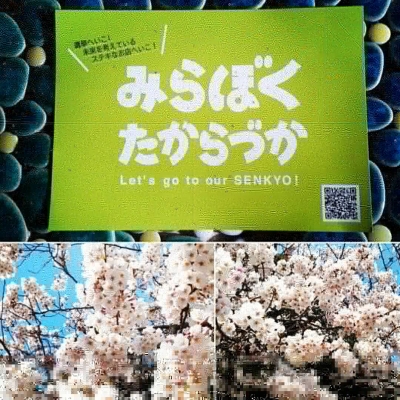 選挙へいこ!
未来を考えている
ステキなお店へいこ!
みらぼく
たからづか
Let's go to our SENKYO!